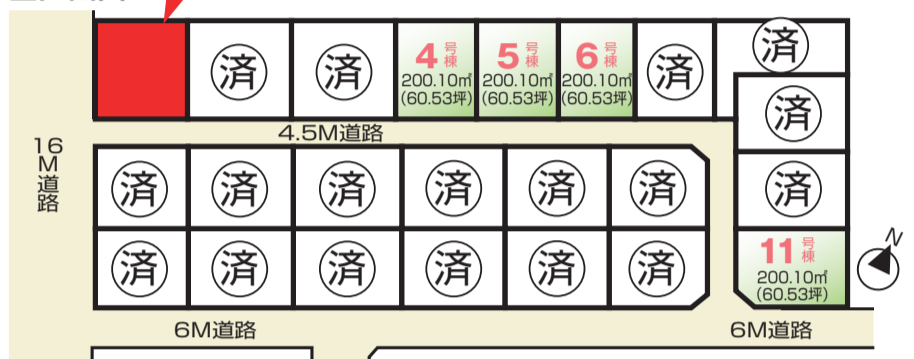 済
済
4号棟
200.10㎡
(60.53坪)
5号棟
200.10㎡
(60.53坪)
6号棟
200.10㎡
(60.53坪)
済
済
済
4.5M道路
16M道路
済
済
済
済
済
済
済
済
済
済
済
済
済
11号棟
200.10㎡
(60.53坪)
N
6M道路
6M道路